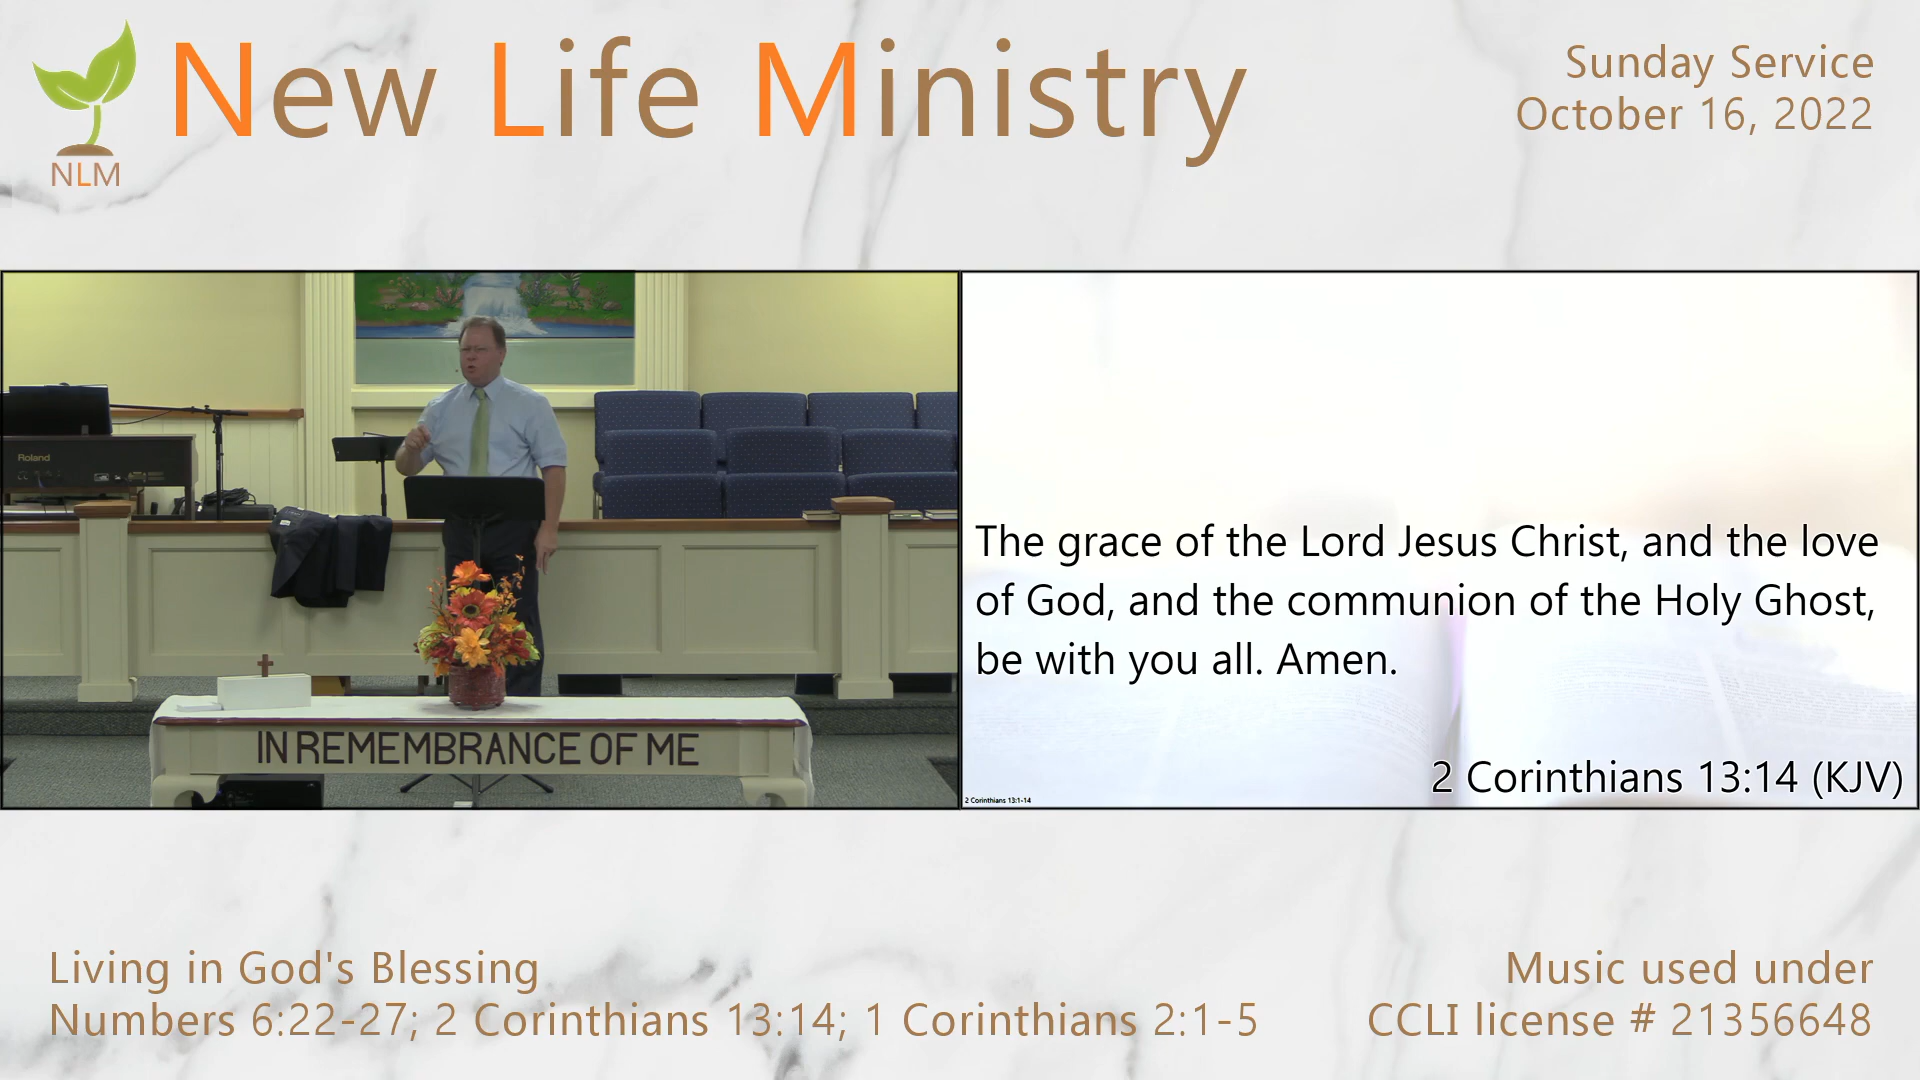 New Life Ministry
NLM
Sunday Service
October 16, 2022
Roland
IN REMEMBRANCE OF ME
The grace of the Lord Jesus Christ, and the love
of God, and the communion of the Holy Ghost,
be with you all. Amen.
2 Corinthians 13:14 (KJV)
2 Corinthians 13:1-14
Living in God's Blessing
Numbers 6:22-27; 2 Corinthians 13:14; 1 Corinthians 2:1-5
Music used under
CCLI license # 21356648